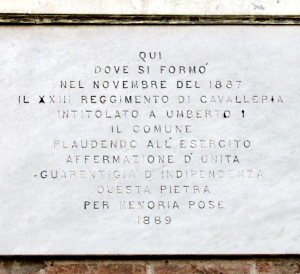 QUI
DOVE SI FORMO'
NEL NOVEMBRE DEL 1887
IL XXIII REGGIMENTO DI CAVALLERIA
INTITOLATO A UMBERTO I
IL COMUNE
PLAUDENDO ALL'ESERCITO
AFFERMAZIONE D'UNITA
-GUARENTIGIA D'INDIPENDENZA
QUESTA PIETRA
PER MEMORIA POSE
1889